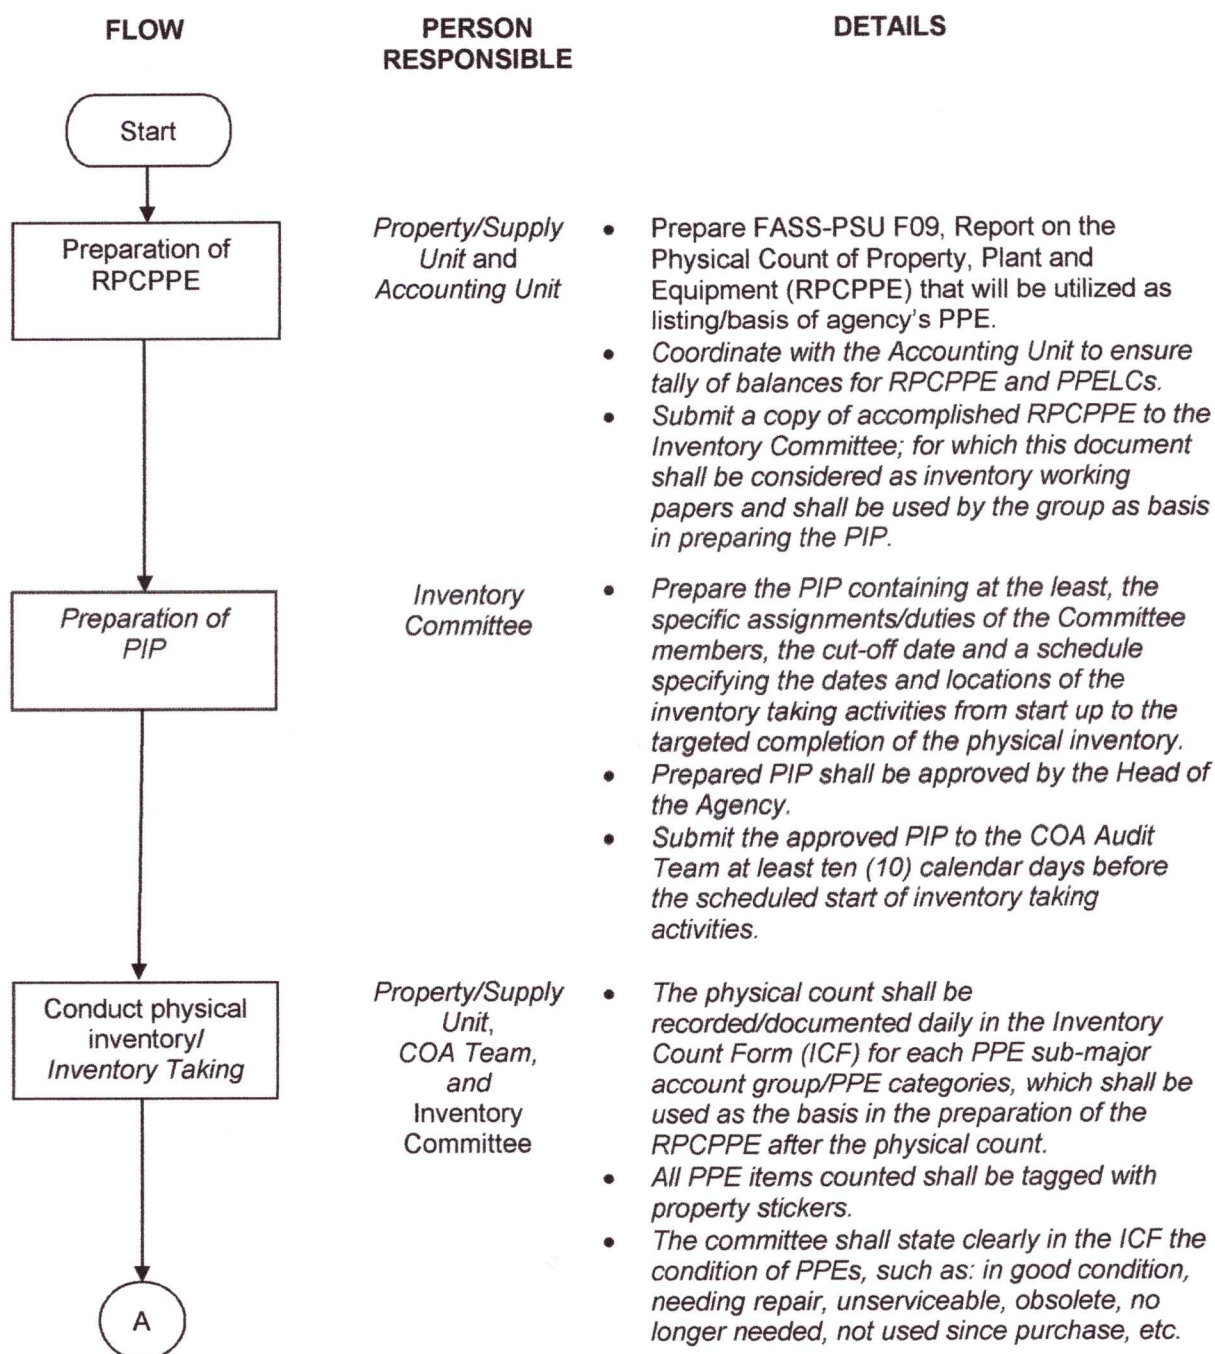 FLOW
PERSON
RESPONSIBLE
DETAILS
Start
Preparation of
RPCPPE
Property/Supply
Unit and
Accounting Unit
• Prepare FASS-PSU F09, Report on the
Physical Count of Property, Plant and
Equipment (RPCPPE) that will be utilized as
listing/basis of agency's PPE.
• Coordinate with the Accounting Unit to ensure
tally of balances for RPCPPE and PPELCs.
• Submit a copy of accomplished RPCPPE to the
Inventory Committee; for which this document
shall be considered as inventory working
papers and shall be used by the group as basis
in preparing the PIP.
Preparation of
PIP
Inventory
Committee
• Prepare the PIP containing at the least, the
specific assignments/duties of the Committee
members, the cut-off date and a schedule
specifying the dates and locations of the
inventory taking activities from start up to the
targeted completion of the physical inventory.
• Prepared PIP shall be approved by the Head of
the Agency.
• Submit the approved PIP to the COA Audit
Team at least ten (10) calendar days before
the scheduled start of inventory taking
activities.
Conduct physical
inventory/
Inventory Taking
Property/Supply
Unit,
COA Team,
and
Inventory
Committee
• The physical count shall be
recorded/documented daily in the Inventory
Count Form (ICF) for each PPE sub-major
account group/PPE categories, which shall be
used as the basis in the preparation of the
RPCPPE after the physical count.
• All PPE items counted shall be tagged with
property stickers.
• The committee shall state clearly in the ICF the
condition of PPEs, such as: in good condition,
needing repair, unserviceable, obsolete, no
longer needed, not used since purchase, etc.
A